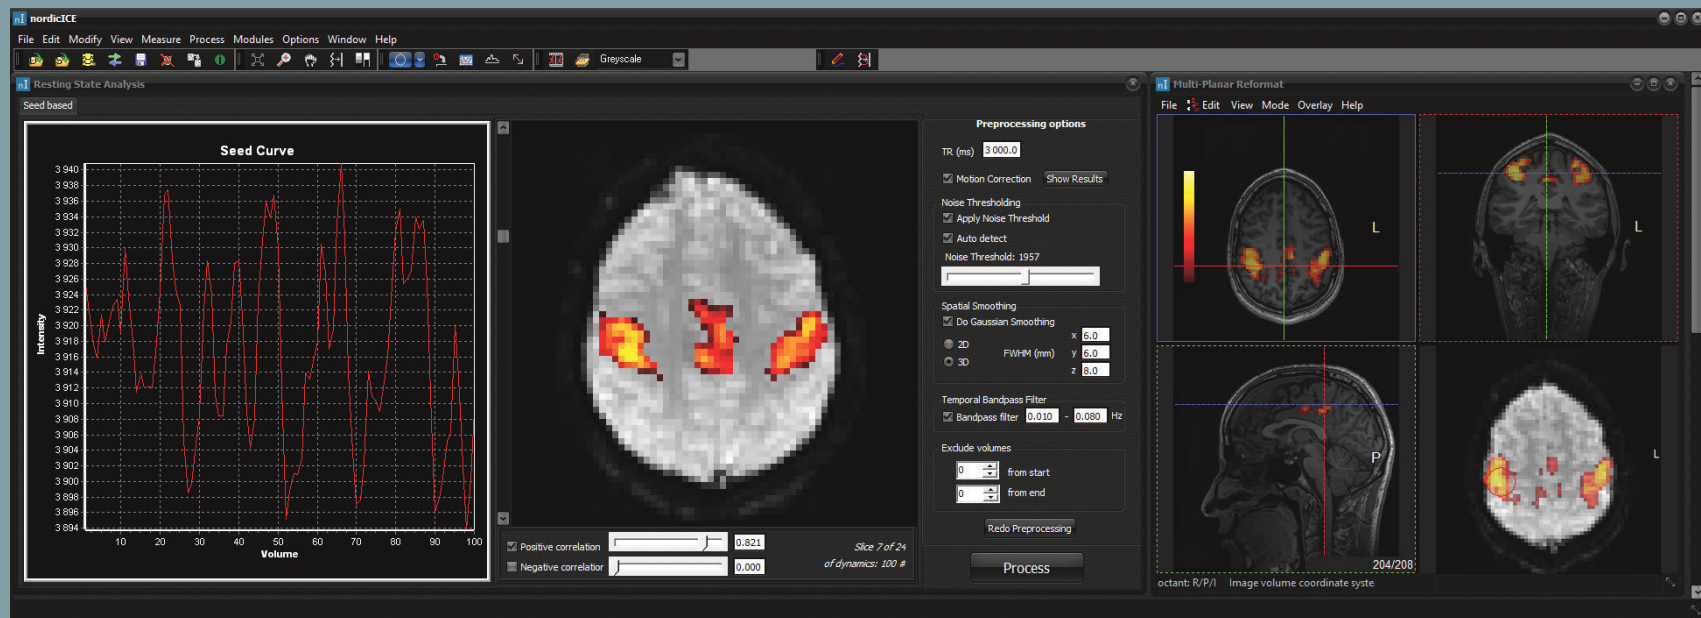 nI nordicICE
File Edit Modify View Measure Process Modules Options Window Help
Greyscale
nI Resting State Analysis
Seed based
Seed Curve
Intensity
3 940
3 938
3 936
3 934
3 932
3 930
3 928
3 926
3 924
3 922
3 920
3 918
3 916
3 914
3 912
3 910
3 908
3 906
3 904
3 902
3 900
3 898
3 896
3 894
10 20 30 40 50 60 70 80 90 100
Volume
Positive correlation 0.821
Negative correlatior 0.000
Slice 7 of 24
of dynamics: 100 #
Preprocessing options
TR (ms) 3 000.0
Motion Correction Show Results
Noise Thresholding
Apply Noise Threshold
Auto detect
Noise Threshold: 1957
Spatial Smoothing
Do Gaussian Smoothing
2D
3D
FWHM (mm)
x 6.0
y 6.0
z 8.0
Temporal Bandpass Filter
Bandpass filter 0.010 - 0.080 Hz
Exclude volumes
0 from start
0 from end
Redo Preprocessing
Process
nI Multi-Planar Reformat
File Edit View Mode Overlay Help
L
L
P
L
204/208
octant: R/P/I Image volume coordinate syste